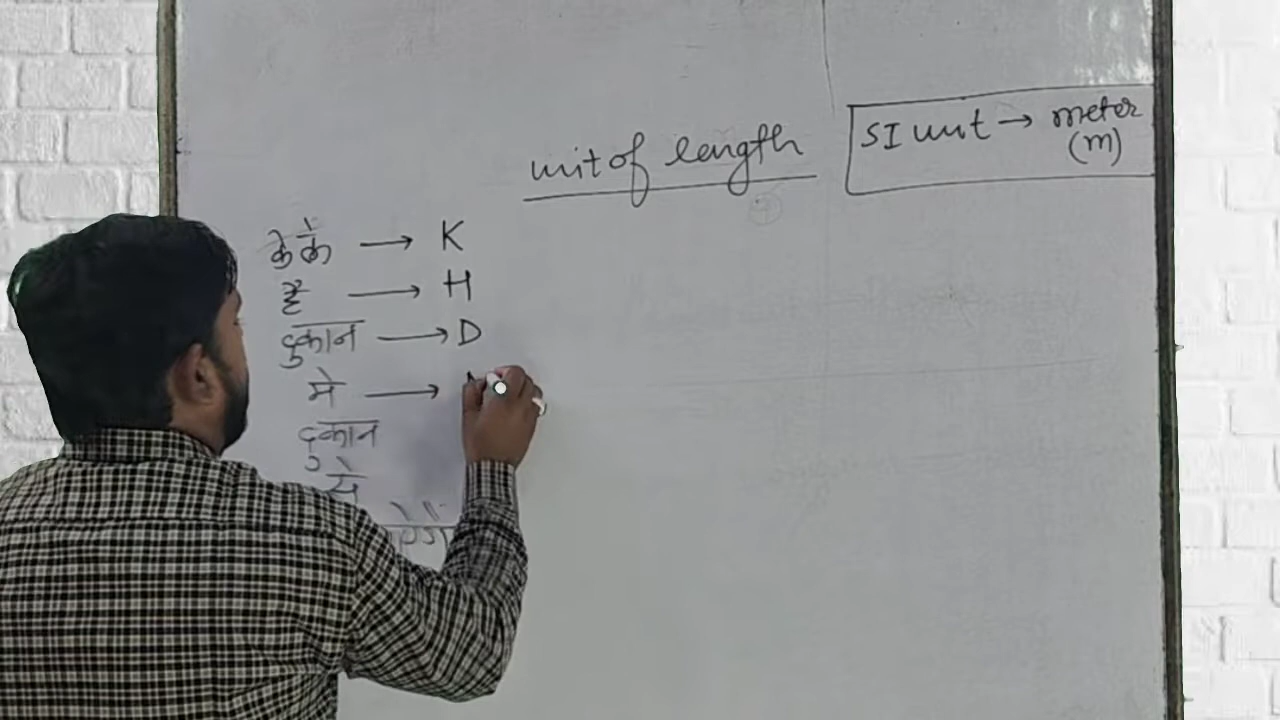 unit of length
SI unit → meter
(m)
केके → K
है → H
दुकान → D
मे → 
दुकान
से